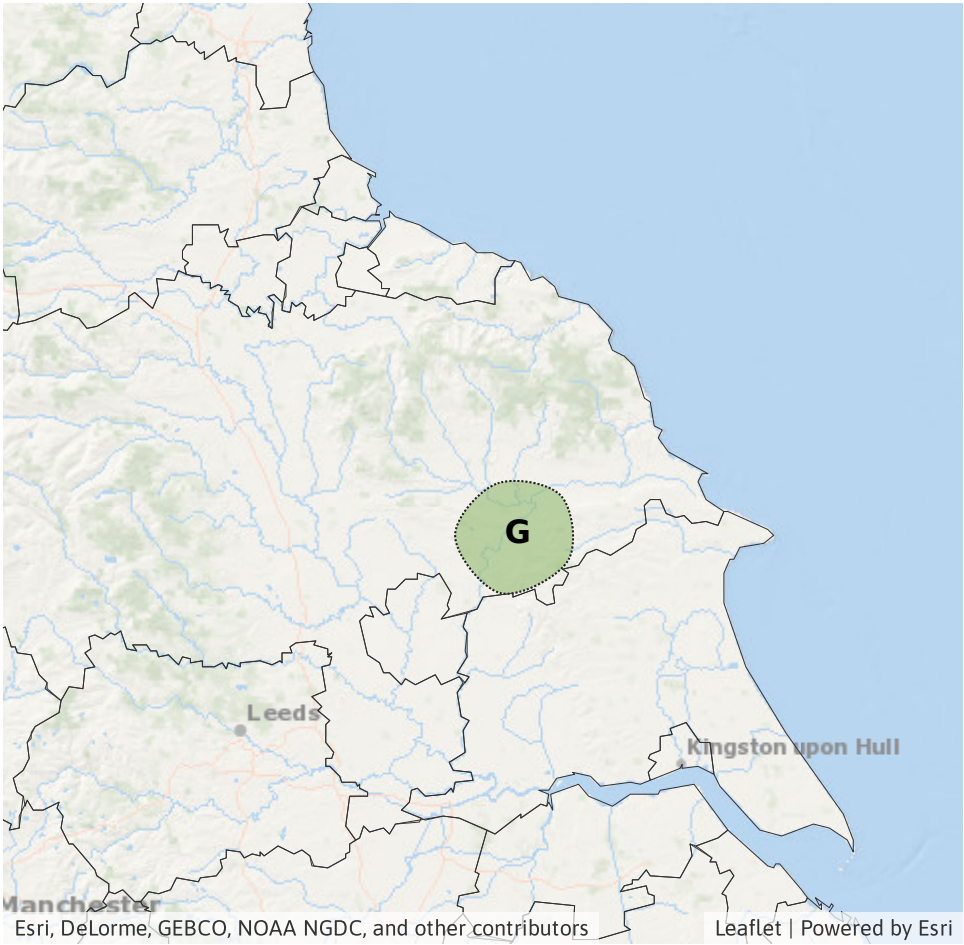 G
Leeds
Kingston upon Hull
Manchester
Esri, DeLorme, GEBCO, NOAA NGDC, and other contributors
Leaflet | Powered by Esri